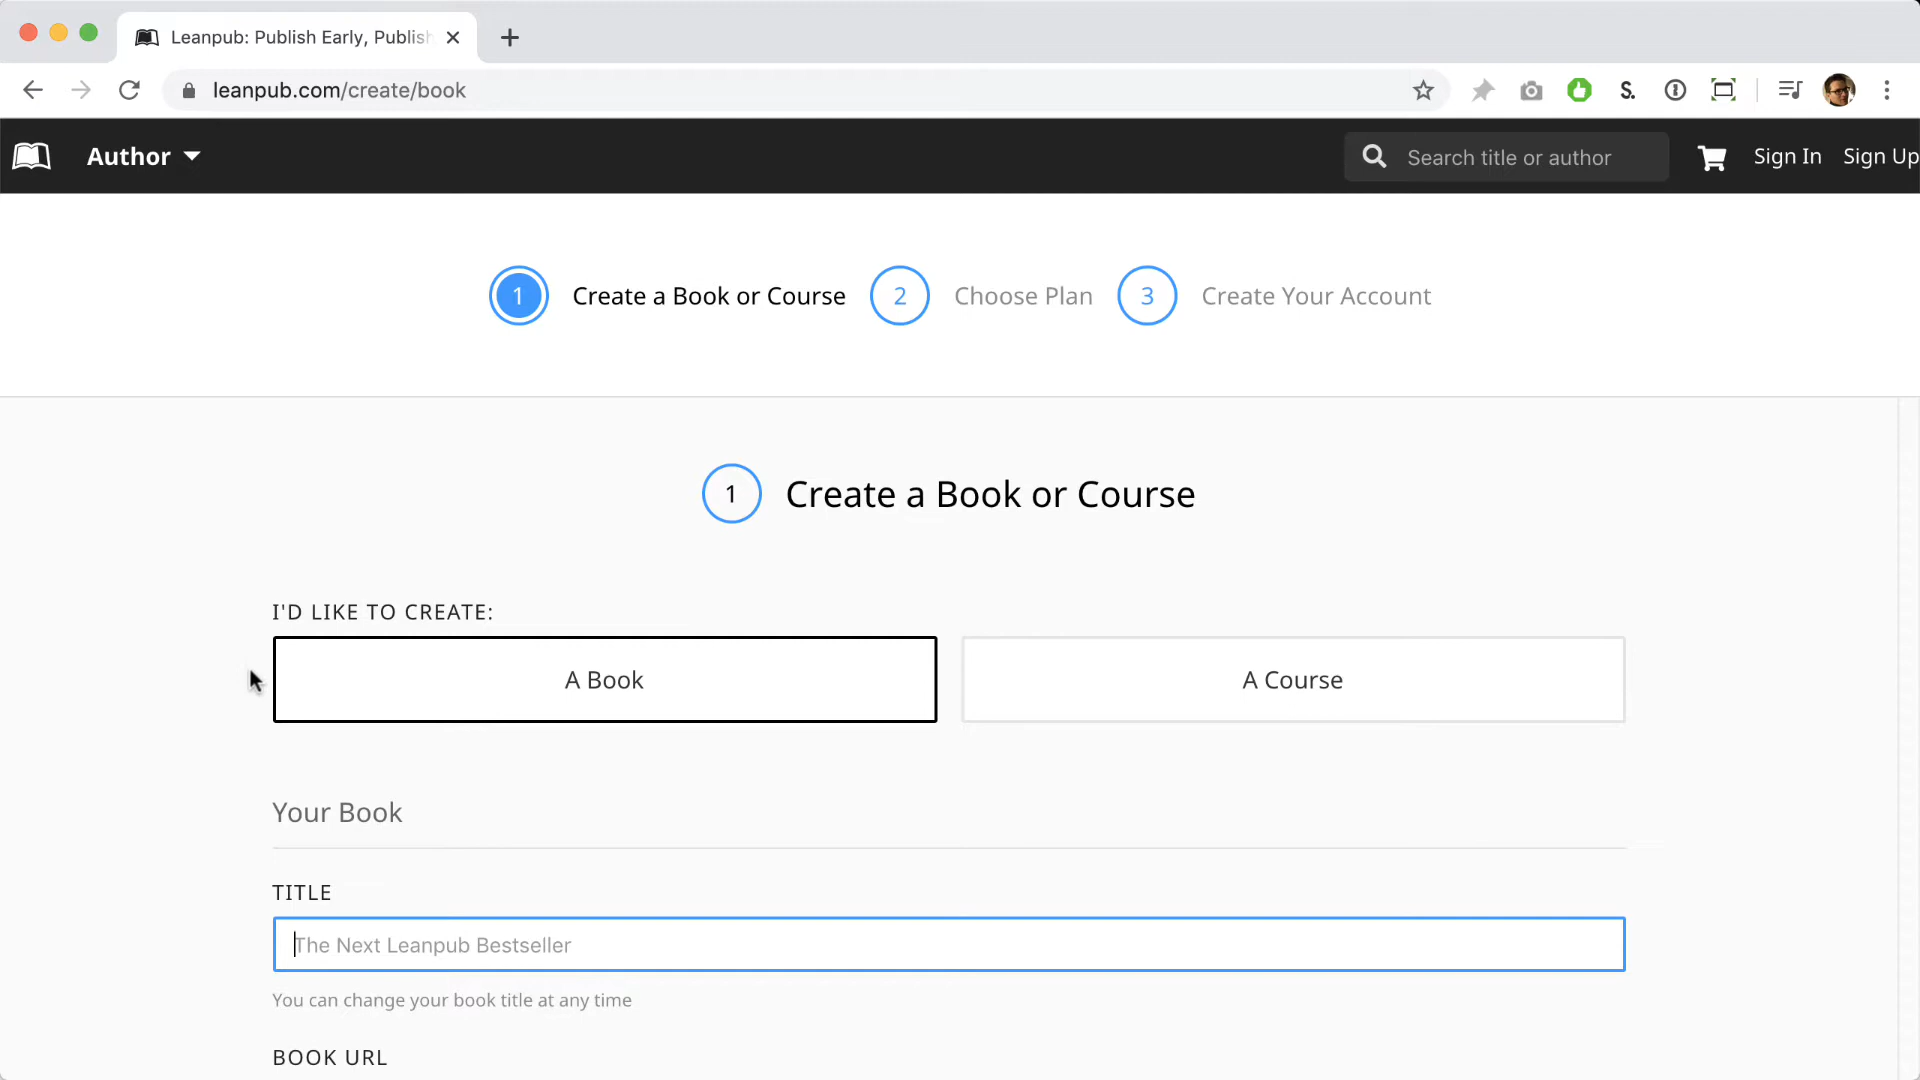 Leanpub: Publish Early, Publish
leanpub.com/create/book
S.
Author
Search title or author
Sign In
Sign Up
1 Create a Book or Course
2 Choose Plan
3 Create Your Account
1 Create a Book or Course
I'D LIKE TO CREATE:
A Book
A Course
Your Book
TITLE
The Next Leanpub Bestseller
You can change your book title at any time
BOOK URL